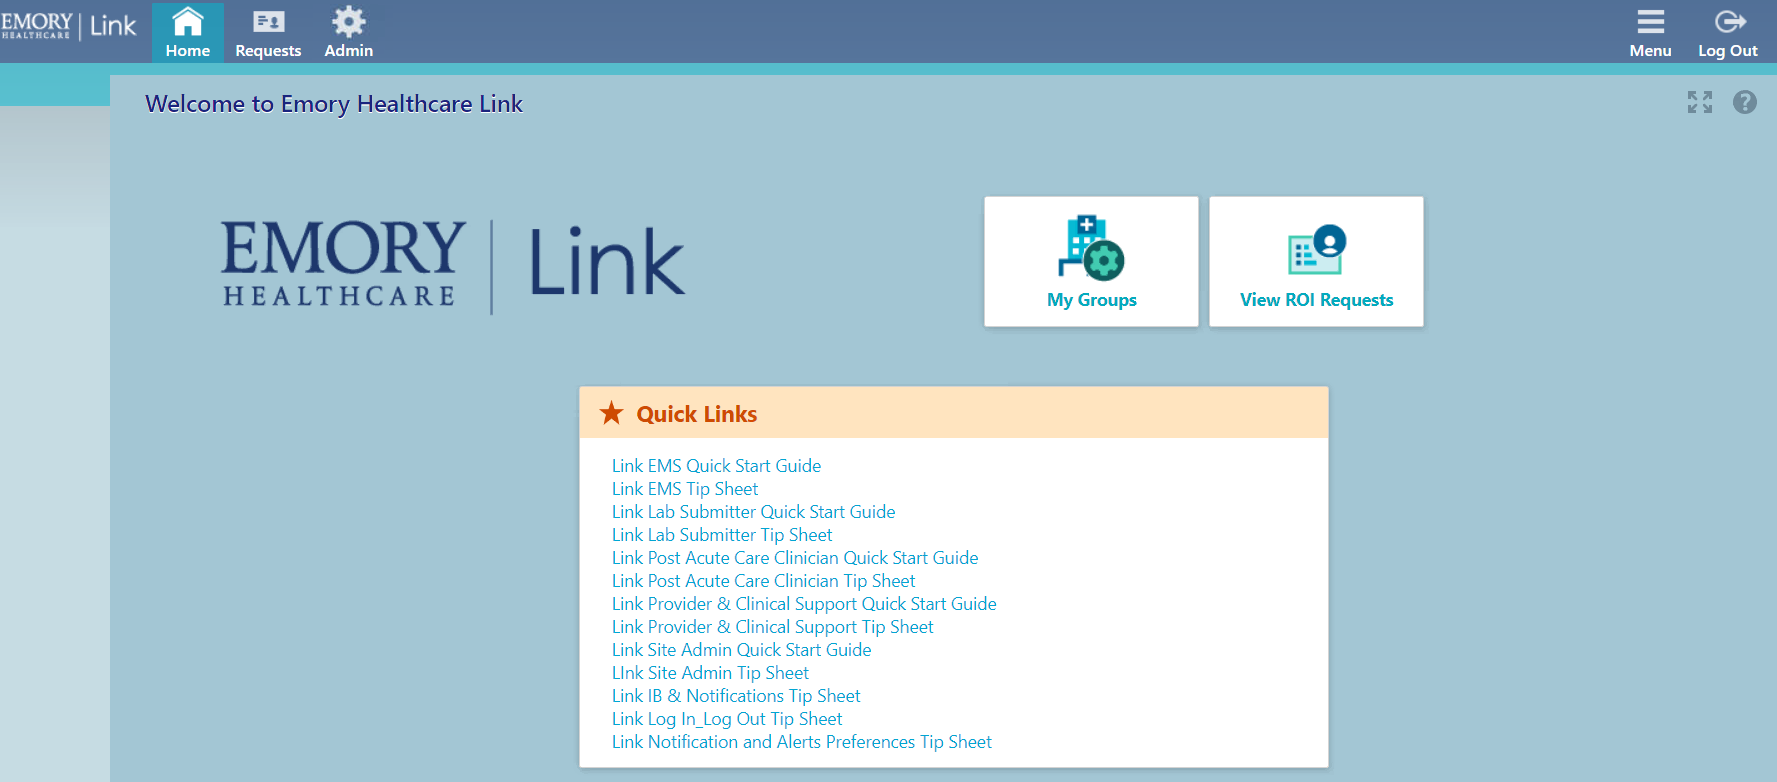 EMORY
HEALTHCARE
Link
Home
Requests
Admin
Menu
Log Out
Welcome to Emory Healthcare Link
EMORY
HEALTHCARE
Link
My Groups
View ROI Requests
Quick Links
Link EMS Quick Start Guide
Link EMS Tip Sheet
Link Lab Submitter Quick Start Guide
Link Lab Submitter Tip Sheet
Link Post Acute Care Clinician Quick Start Guide
Link Post Acute Care Clinician Tip Sheet
Link Provider & Clinical Support Quick Start Guide
Link Provider & Clinical Support Tip Sheet
Link Site Admin Quick Start Guide
LInk Site Admin Tip Sheet
Link IB & Notifications Tip Sheet
Link Log In_Log Out Tip Sheet
Link Notification and Alerts Preferences Tip Sheet